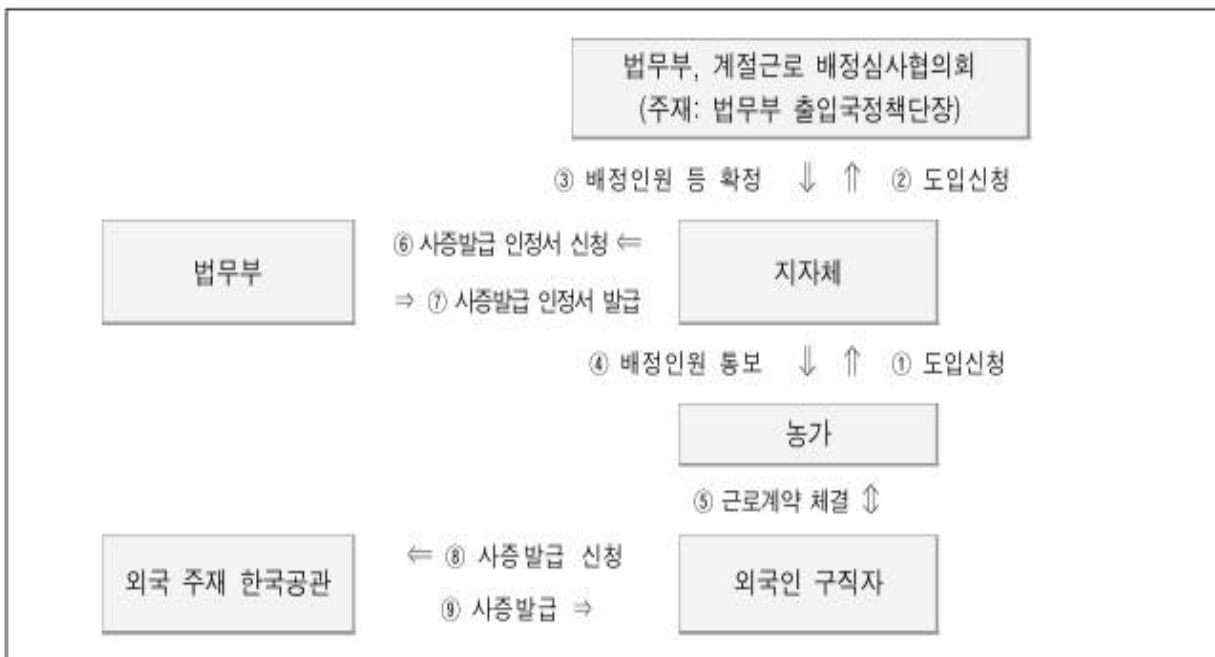 법무부, 계절근로 배정심사협의회
(주재: 법무부 출입국정책단장)
③ 배정인원 등 확정 ⇓ ⇑ ② 도입신청
법무부
⑥ 사증발급 인정서 신청 ⇐
⇒ ⑦ 사증발급 인정서 발급
지자체
④ 배정인원 통보 ⇓ ⇑ ① 도입신청
농가
⑤ 근로계약 체결 ⇕
외국 주재 한국공관
⇐ ⑧ 사증발급 신청
⑨ 사증발급 ⇒
외국인 구직자